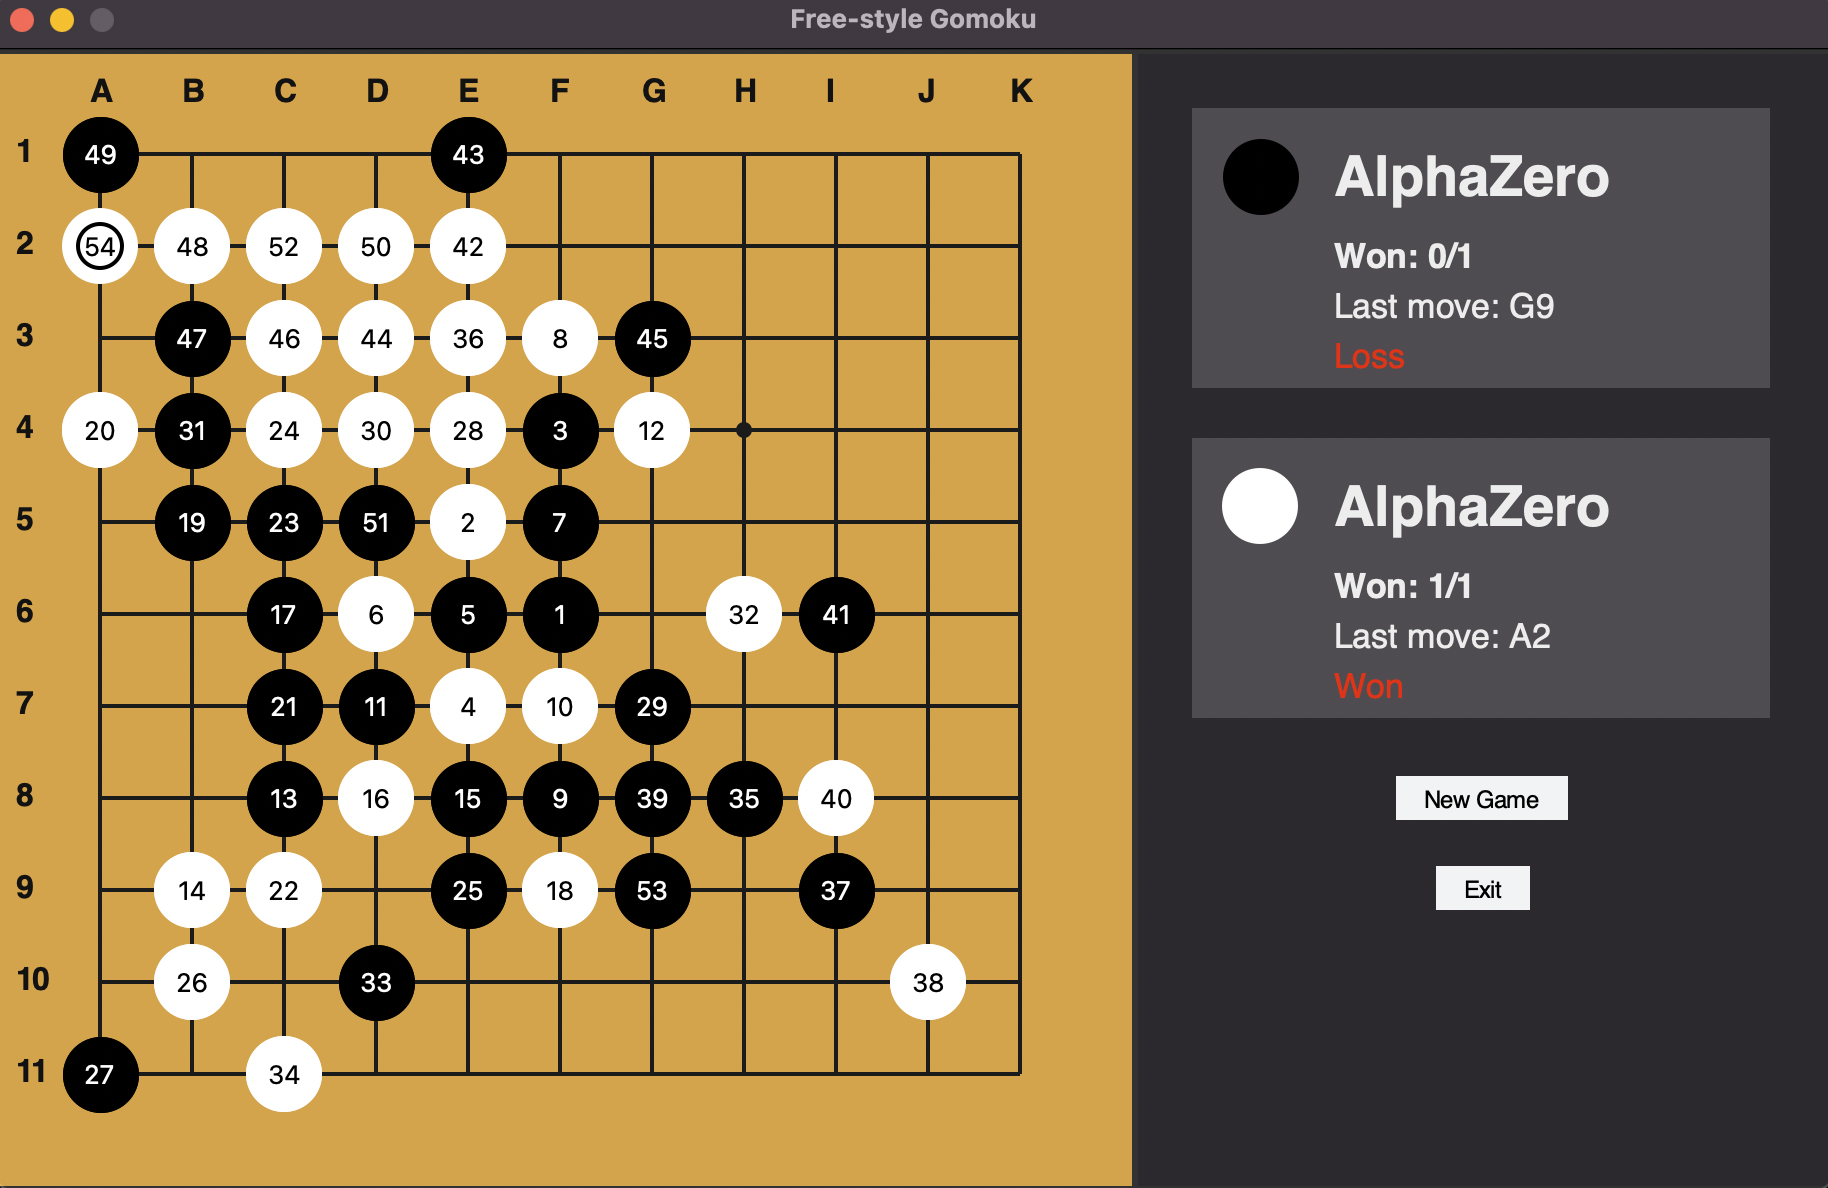 Free-style Gomoku
A B C D E F G H I J K
1 49 43
2 54 48 52 50 42
3 47 46 44 36 8 45
4 20 31 24 30 28 3 12
5 19 23 51 2 7
6 17 6 5 1 32 41
7 21 11 4 10 29
8 13 16 15 9 39 35 40
9 14 22 25 18 53 37
10 26 33 38
11 27 34
AlphaZero
Won: 0/1
Last move: G9
Loss
AlphaZero
Won: 1/1
Last move: A2
Won
New Game
Exit